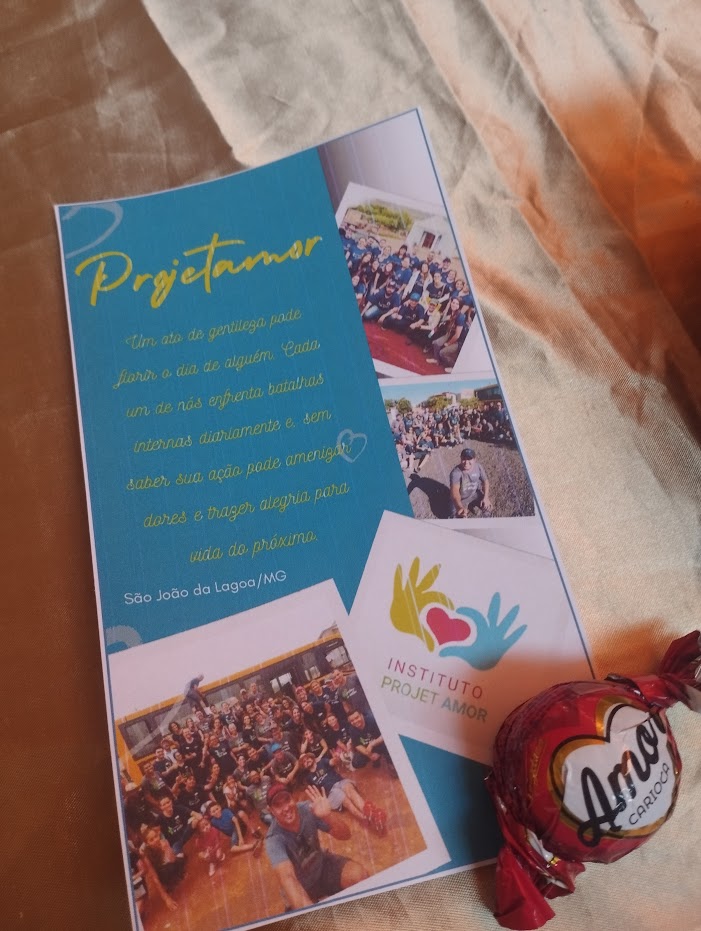 Projetamor
Um ato de gentileza pode
florir o dia de alguém. Cada
um de nós enfrenta batalhas
internas diariamente e, sem
saber sua ação pode amenizar
dores e trazer alegria para
vida do próximo.
São João da Lagoa/MG
INSTITUTO
PROJET AMOR
Amor
CARIOCA